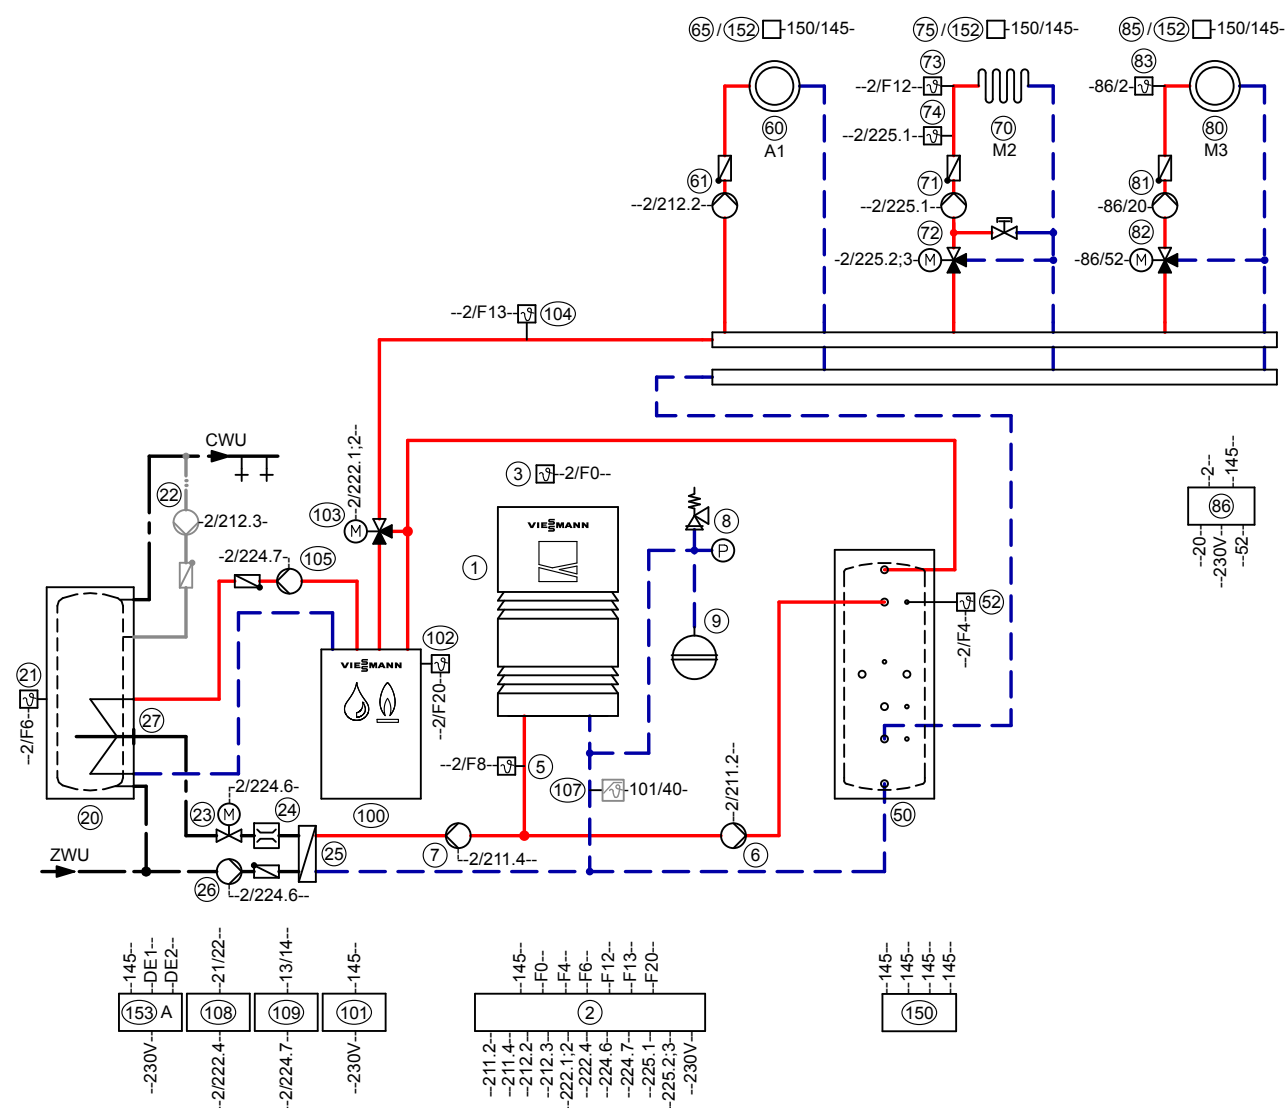 65 / 152 -150/145-
75 / 152 -150/145-
85 / 152 -150/145-
73
--2/F12--
83
-86/2-
74
--2/225.1--
60
A1
70
M2
80
M3
61
--2/212.2--
71
--2/225.1--
81
-86/20-
72
-2/225.2;3- M
82
-86/52- M
--2/F13-- 104
CWU
22
-2/212.3-
2/222.1;2--
103 M
3 --2/F0--
VIESMANN
1
8
P
9
--2---
-145--
86
--20---
--230V--
--52---
-2/224.7-
105
VIESMANN
102
--2/F20--
52
--2/F4---
21
--2/F6--
27
--2/F8-- 5
107 -101/40-
2/211.2--
20
100
50
-2/224.6-
23 M
24
25
7
--2/211.4---
6
ZWU
26
--2/224.6--
---145--
--DE1---
--DE2---
153 A
--230V---
---21/22---
108
---2/222.4---
---13/14---
109
---2/224.7---
---145--
101
--230V---
---145--
---F0--
---F4---
---F6---
---F12--
---F13--
---F20--
2
--211.2--
--211.4--
--212.2--
--212.3--
--222.1;2--
--222.4--
--224.6--
--224.7--
--225.1--
--225.2;3--
--230V--
---145--
---145--
---145--
---145--
150